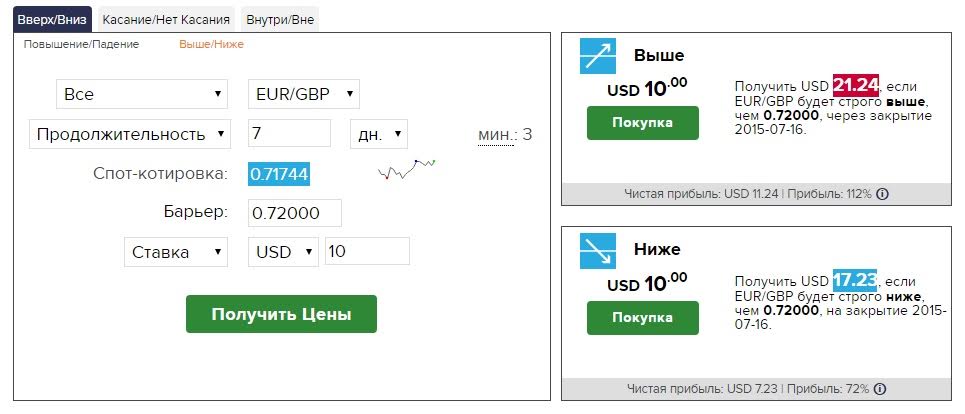 Вверх/Вниз Касание/Нет Касания Внутри/Вне
Повышение/Падение Выше/Ниже
Все EUR/GBP
Продолжительность 7 дн. мин.: 3
Спот-котировка: 0.71744
Барьер: 0.72000
Ставка USD 10
Получить Цены
Выше
USD 10.00
Покупка
Получить USD 21.24, если
EUR/GBP будет строго выше,
чем 0.72000, через закрытие
2015-07-16.
Чистая прибыль: USD 11.24 | Прибыль: 112%
Ниже
USD 10.00
Покупка
Получить USD 17.23, если
EUR/GBP будет строго ниже,
чем 0.72000, на закрытие 2015-
07-16.
Чистая прибыль: USD 7.23 | Прибыль: 72%